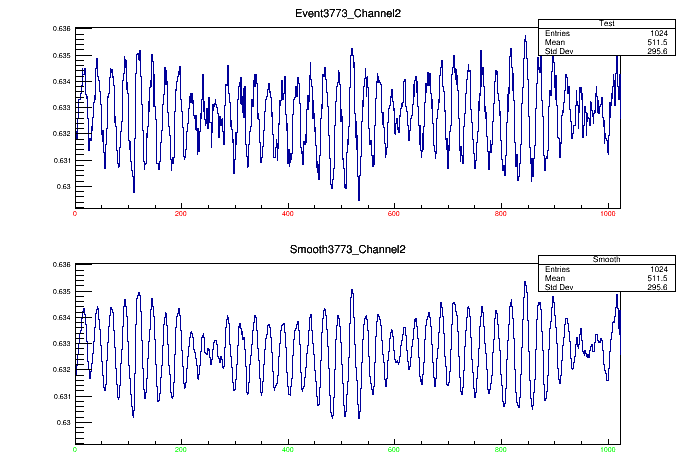 Event3773_Channel2
Test
Entries 1024
Mean 511.5
Std Dev 295.6
0.636
0.635
0.634
0.633
0.632
0.631
0.63
0 200 400 600 800 1000
Smooth3773_Channel2
Smooth
Entries 1024
Mean 511.5
Std Dev 295.6
0.636
0.635
0.634
0.633
0.632
0.631
0.63
0 200 400 600 800 1000